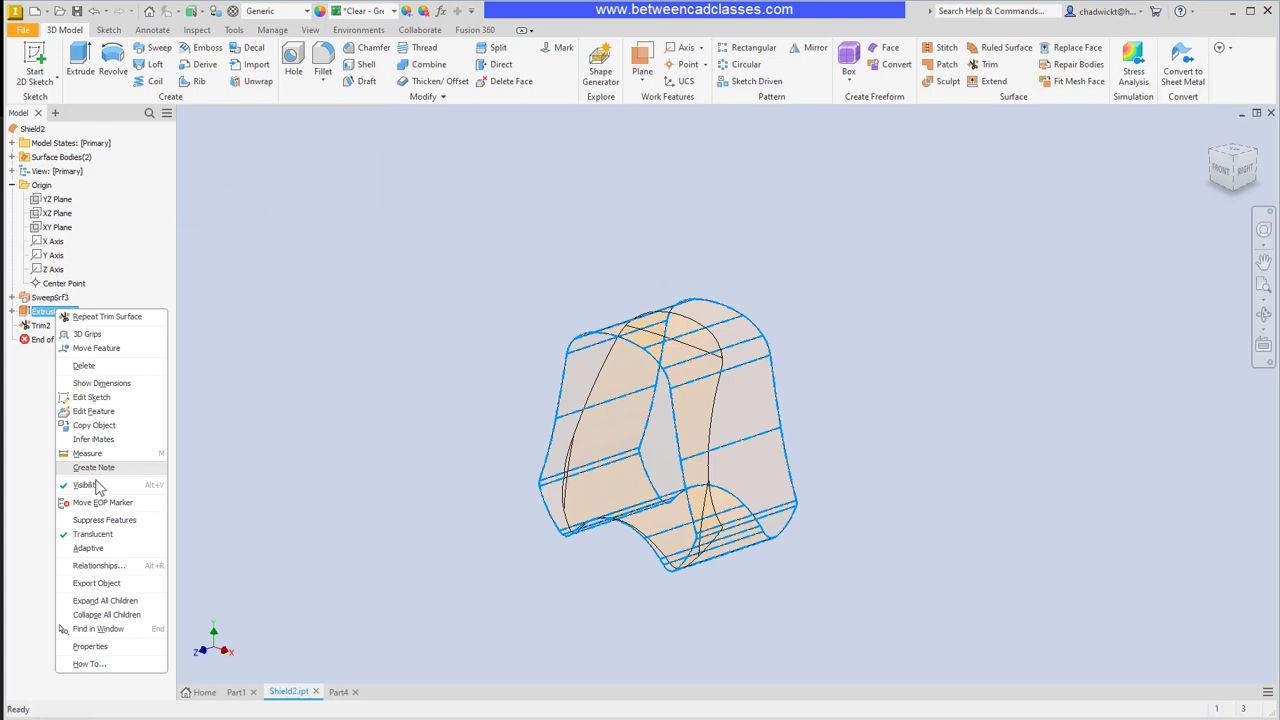 www.betweencadclasses.com
Generic
*Clear - Gre
Search Help & Commands...
chadwickt@h...
File
3D Model
Sketch
Annotate
Inspect
Tools
Manage
View
Environments
Collaborate
Fusion 360
Start
2D Sketch
Extrude
Revolve
Sweep
Emboss
Decal
Loft
Derive
Import
Coil
Rib
Unwrap
Hole
Fillet
Chamfer
Thread
Split
Mark
Shell
Combine
Direct
Draft
Thicken/ Offset
Delete Face
Shape
Generator
Plane
Axis
Point
UCS
Rectangular
Mirror
Circular
Sketch Driven
Box
Face
Convert
Stitch
Ruled Surface
Replace Face
Patch
Trim
Repair Bodies
Sculpt
Extend
Fit Mesh Face
Stress
Analysis
Convert to
Sheet Metal
Sketch
Create
Modify
Explore
Work Features
Pattern
Create Freeform
Surface
Simulation
Convert
Model
Shield2
Model States: [Primary]
Surface Bodies(2)
View: [Primary]
Origin
YZ Plane
XZ Plane
XY Plane
X Axis
Y Axis
Z Axis
Center Point
SweepSrf3
Trim2
End of
Repeat Trim Surface
3D Grips
Move Feature
Delete
Show Dimensions
Edit Sketch
Edit Feature
Copy Object
Infer iMates
Measure M
Create Note
Visibility Alt+V
Move EOP Marker
Suppress Features
Translucent
Adaptive
Relationships... Alt+R
Export Object
Expand All Children
Collapse All Children
Find in Window End
Properties
How To...
FRONT
RIGHT
Y
Z
X
Home
Part1
Shield2.ipt
Part4
Ready
1
3